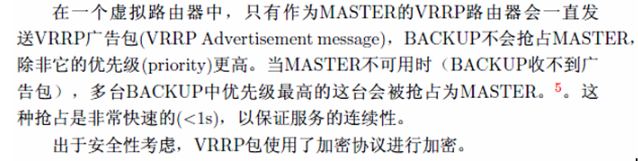 在一个虚拟路由器中，只有作为MASTER的VRRP路由器会一直发
送VRRP广告包(VRRP Advertisement message)，BACKUP不会抢占MASTER，
除非它的优先级(priority)更高。当MASTER不可用时（BACKUP收不到广
告包），多台BACKUP中优先级最高的这台会被抢占为MASTER。5。这
种抢占是非常快速的(<1s)，以保证服务的连续性。
出于安全性考虑，VRRP包使用了加密协议进行加密。